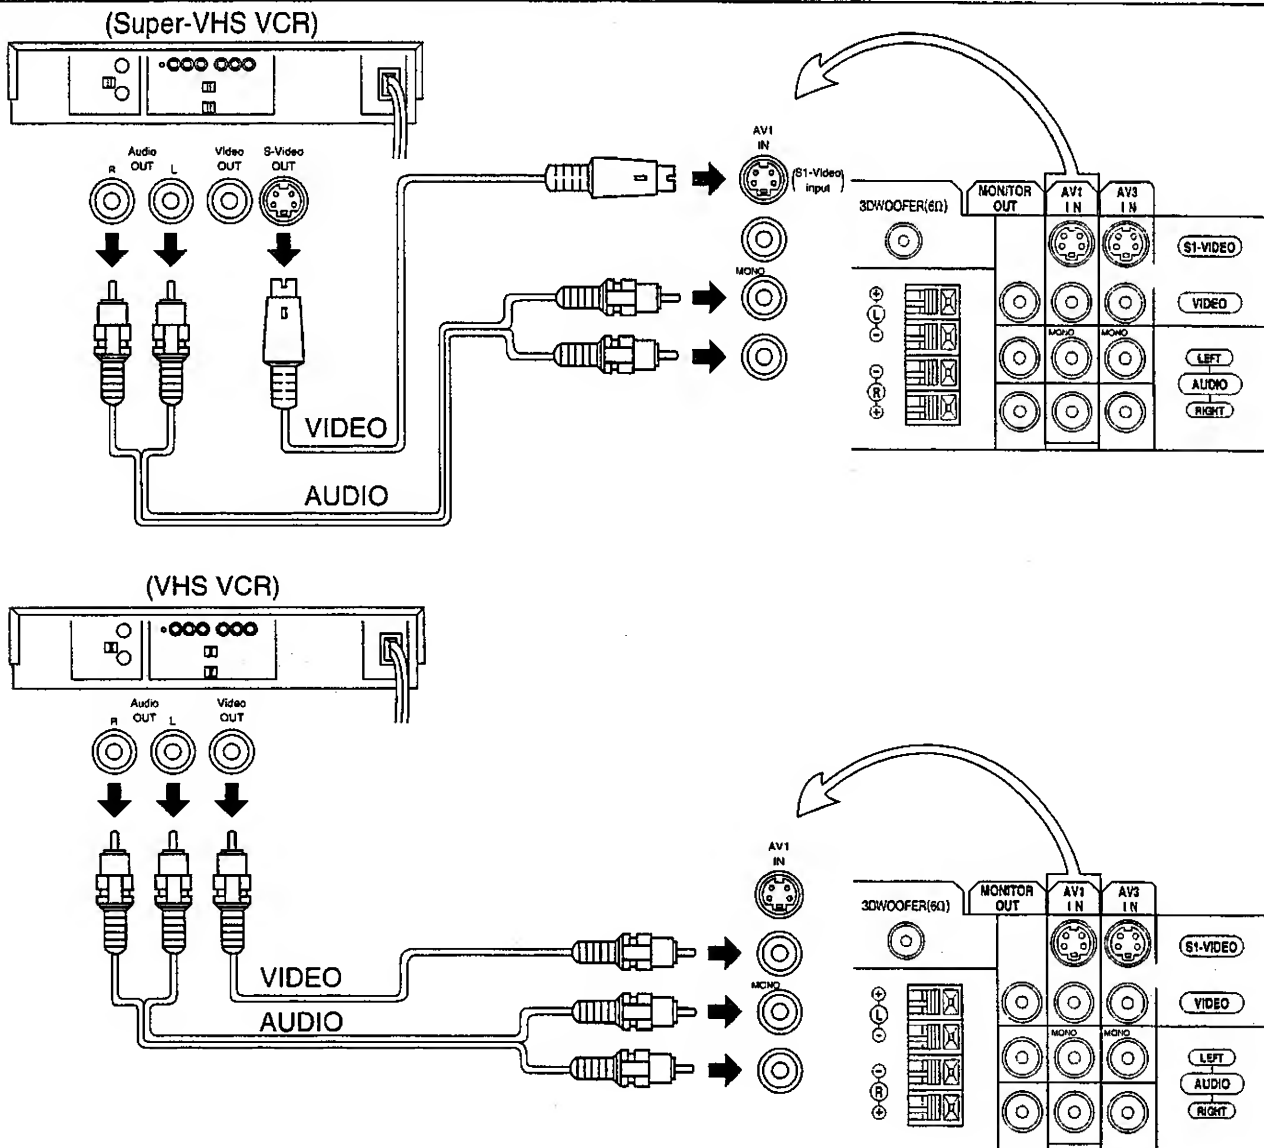 (Super-VHS VCR)
Audio
OUT
R
L
Video
OUT
S-Video
OUT
AV1
IN
(S1-Video
input)
MONO
3DWOOFER(6Ω)
MONITOR
OUT
AV1
IN
AV3
IN
S1-VIDEO
VIDEO
MONO
MONO
LEFT
AUDIO
RIGHT
+
L
-
-
R
+
VIDEO
AUDIO
(VHS VCR)
Audio
OUT
R
L
Video
OUT
AV1
IN
MONO
3DWOOFER(6Ω)
MONITOR
OUT
AV1
IN
AV3
IN
S1-VIDEO
VIDEO
MONO
MONO
LEFT
AUDIO
RIGHT
+
L
-
-
R
+
VIDEO
AUDIO